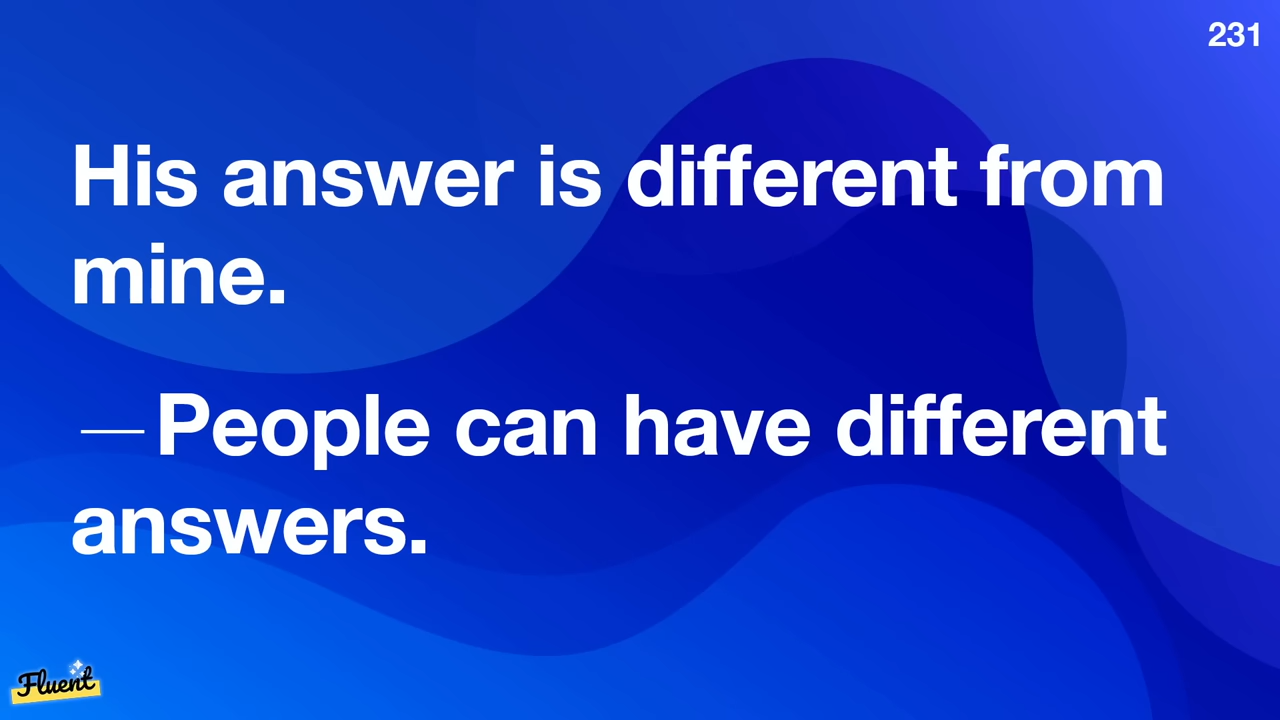 231
His answer is different from
mine.
—People can have different
answers.
Fluent